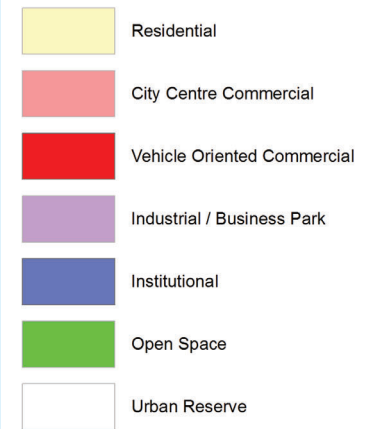 Residential
City Centre Commercial
Vehicle Oriented Commercial
Industrial / Business Park
Institutional
Open Space
Urban Reserve